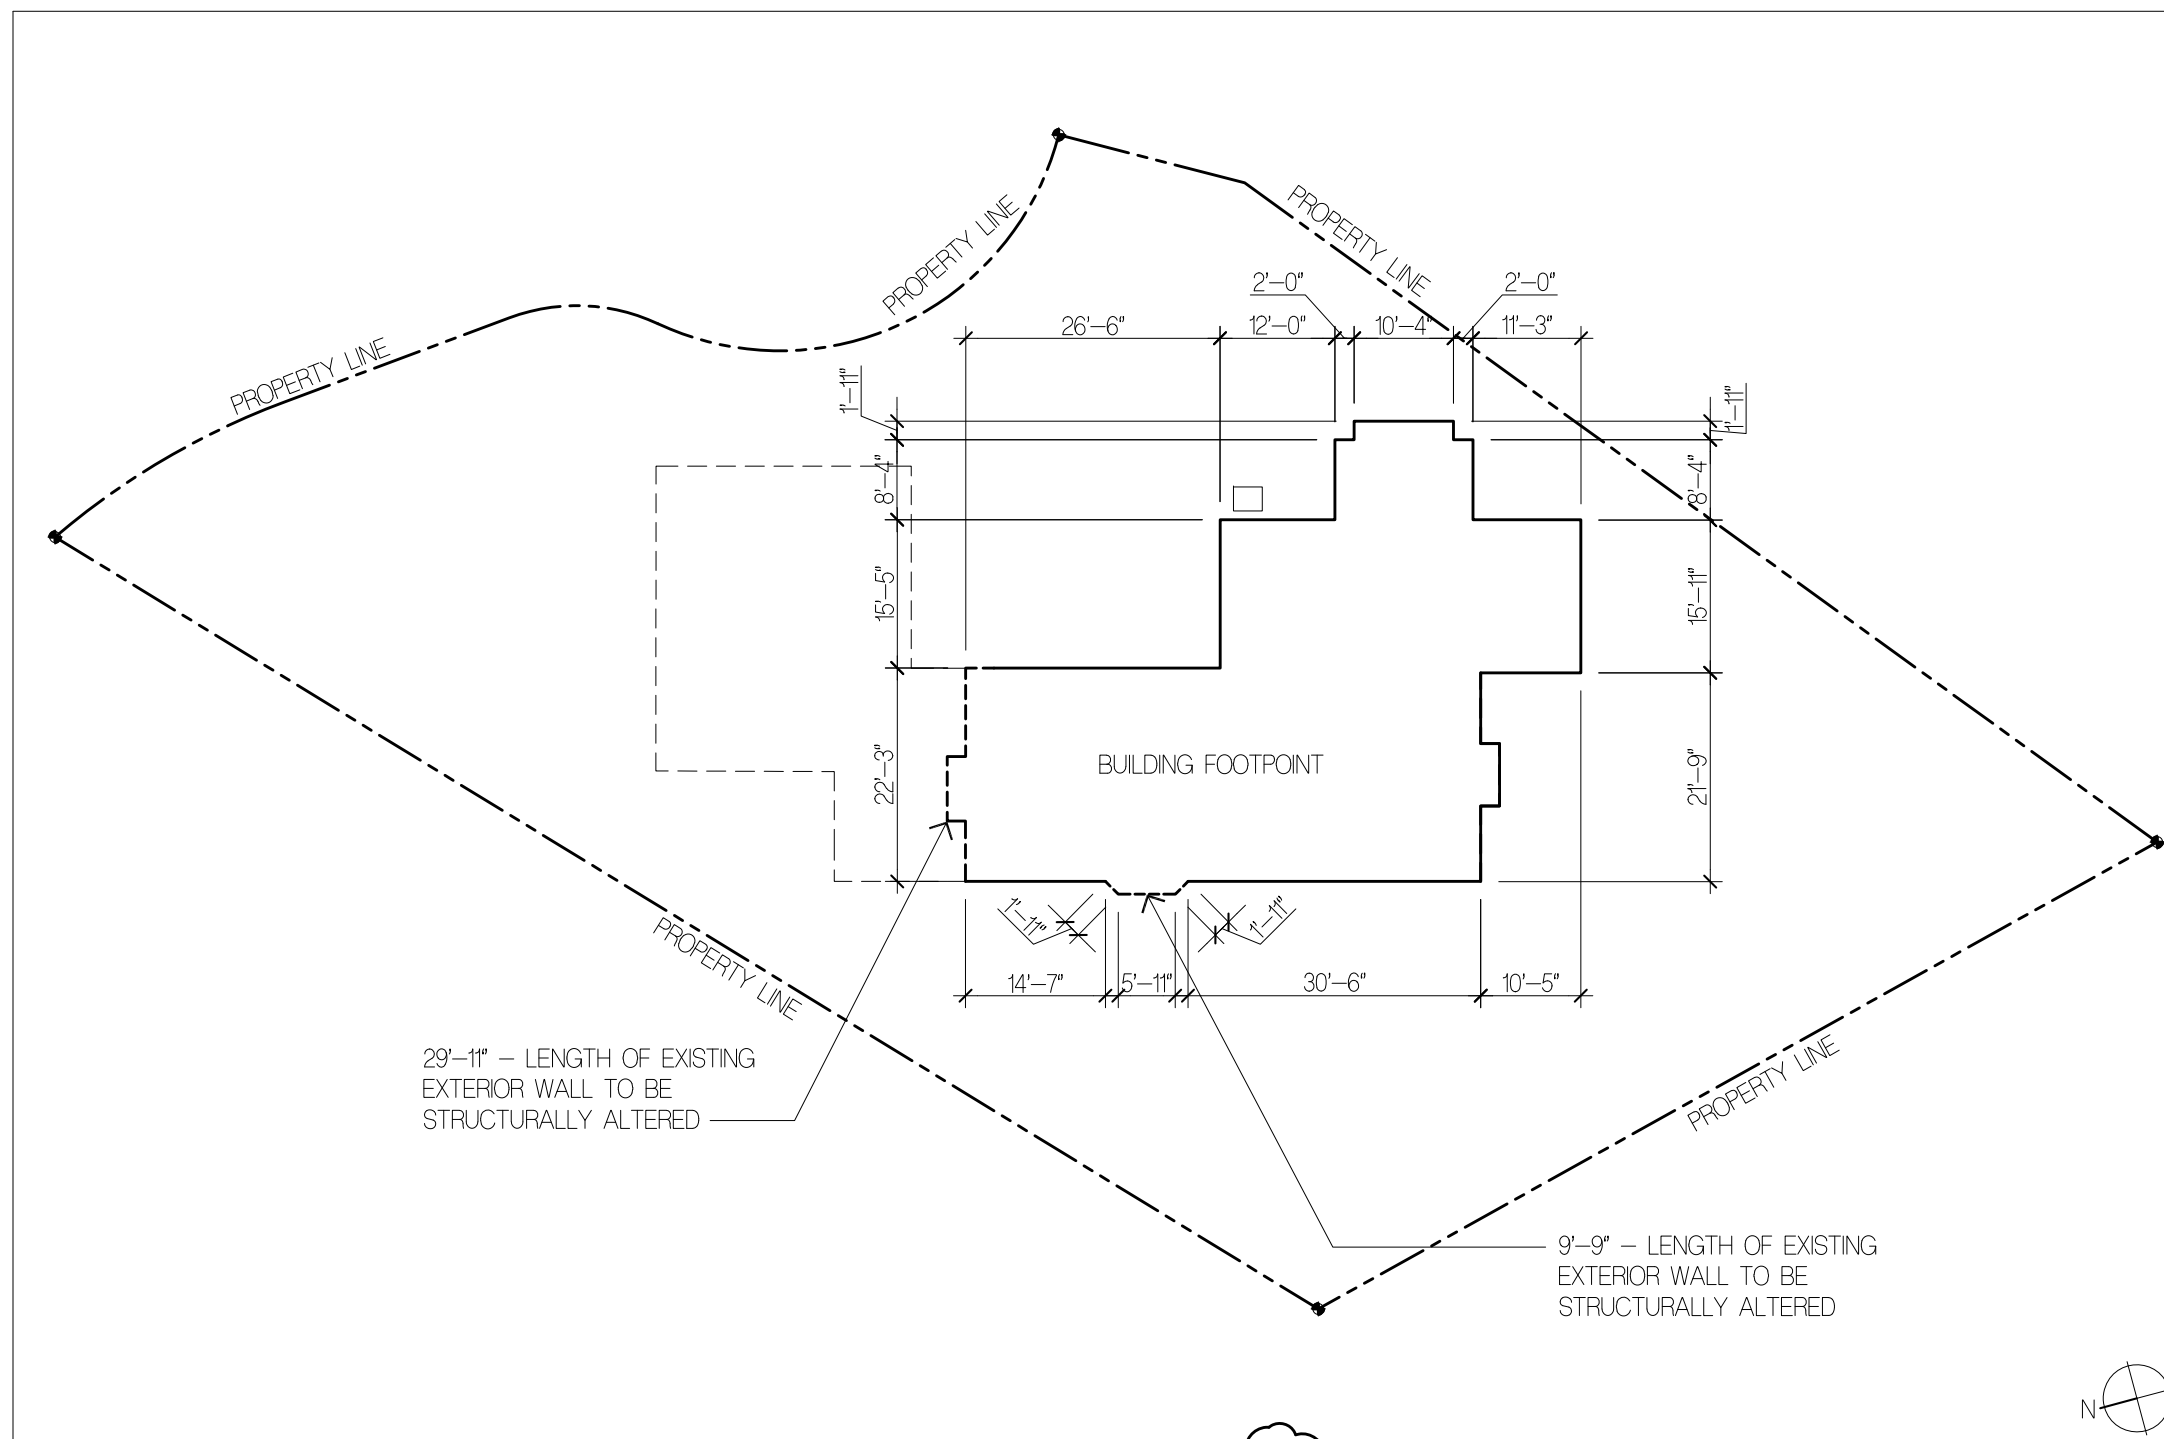 PROPERTY LINE
PROPERTY LINE
PROPERTY LINE
2'-0"
2'-0"
26'-6"
12'-0"
10'-4"
11'-3"
1'-11"
1'-11"
8'-4"
8'-4"
15'-5"
15'-11"
22'-3"
21'-9"
BUILDING FOOTPOINT
1'-11"
1'-11"
14'-7"
5'-11"
30'-6"
10'-5"
PROPERTY LINE
PROPERTY LINE
29'-11" - LENGTH OF EXISTING
EXTERIOR WALL TO BE
STRUCTURALLY ALTERED
9'-9" - LENGTH OF EXISTING
EXTERIOR WALL TO BE
STRUCTURALLY ALTERED
N